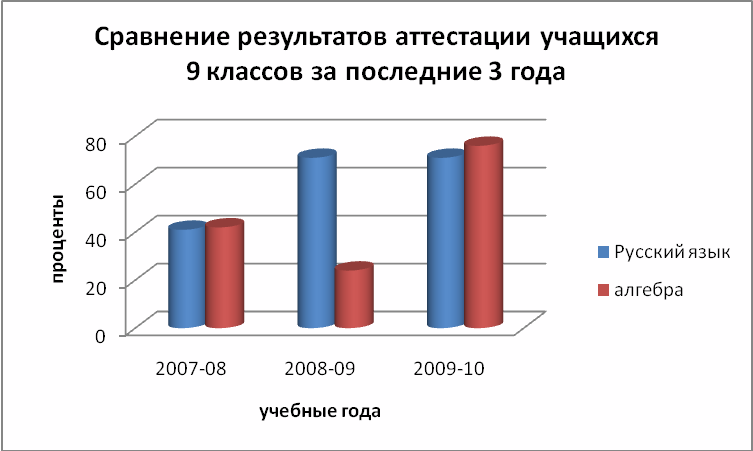 Сравнение результатов аттестации учащихся
9 классов за последние 3 года
80
60
40
20
0
проценты
2007-08
2008-09
2009-10
учебные года
Русский язык
алгебра